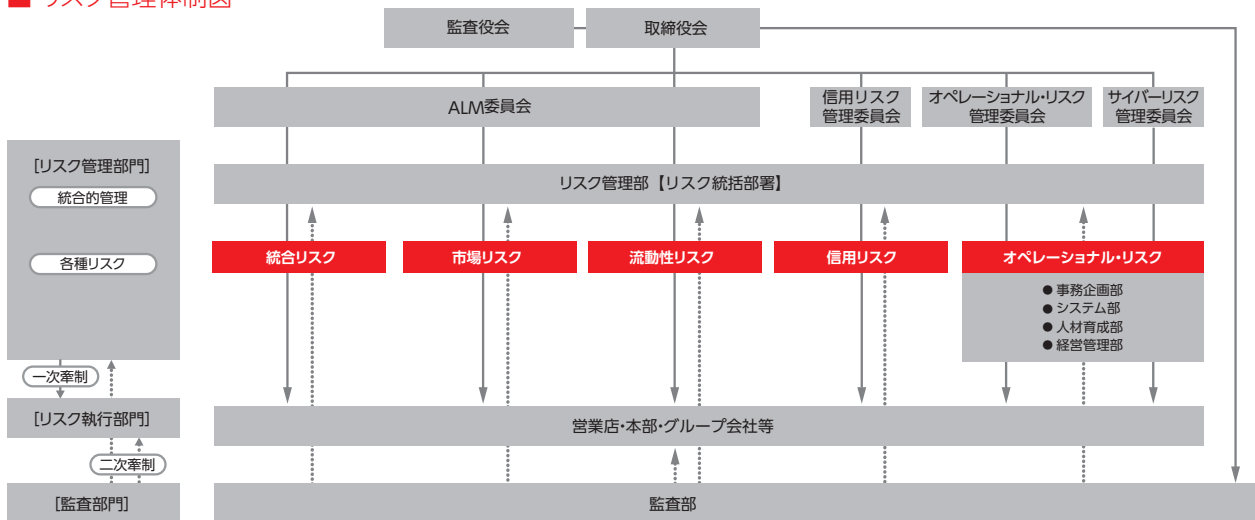 ■ リスク管理体制図
監査役会
取締役会
ALM委員会
信用リスク
管理委員会
オペレーショナル・リスク
管理委員会
サイバーリスク
管理委員会
[リスク管理部門]
統合的管理
各種リスク
リスク管理部【リスク統括部署】
統合リスク
市場リスク
流動性リスク
信用リスク
オペレーショナル・リスク
● 事務企画部
● システム部
● 人材育成部
● 経営管理部
一次牽制
[リスク執行部門]
営業店・本部・グループ会社等
二次牽制
[監査部門]
監査部